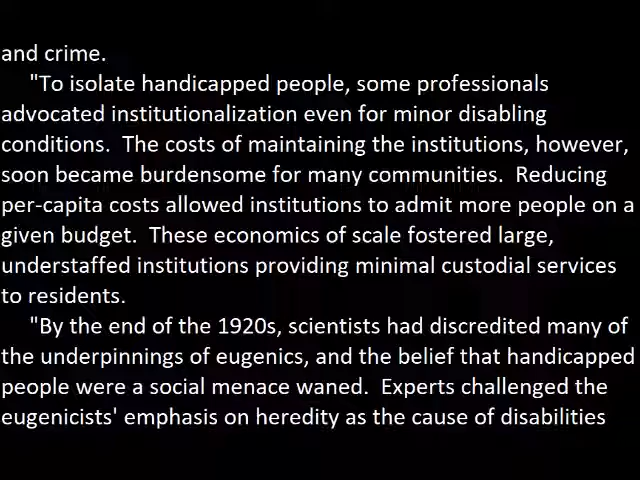 and crime.
"To isolate handicapped people, some professionals
advocated institutionalization even for minor disabling
conditions.  The costs of maintaining the institutions, however,
soon became burdensome for many communities.  Reducing
per-capita costs allowed institutions to admit more people on a
given budget.  These economics of scale fostered large,
understaffed institutions providing minimal custodial services
to residents.
"By the end of the 1920s, scientists had discredited many of
the underpinnings of eugenics, and the belief that handicapped
people were a social menace waned.  Experts challenged the
eugenicists' emphasis on heredity as the cause of disabilities